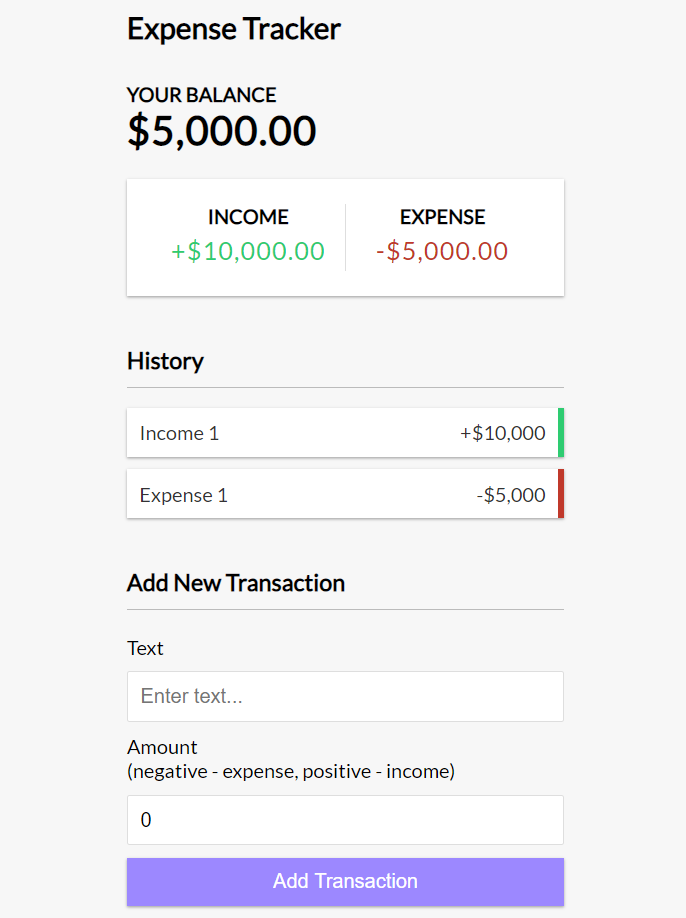 Expense Tracker
YOUR BALANCE
$5,000.00
INCOME
EXPENSE
+$10,000.00
-$5,000.00
History
Income 1
+$10,000
Expense 1
-$5,000
Add New Transaction
Text
Enter text...
Amount
(negative - expense, positive - income)
0
Add Transaction